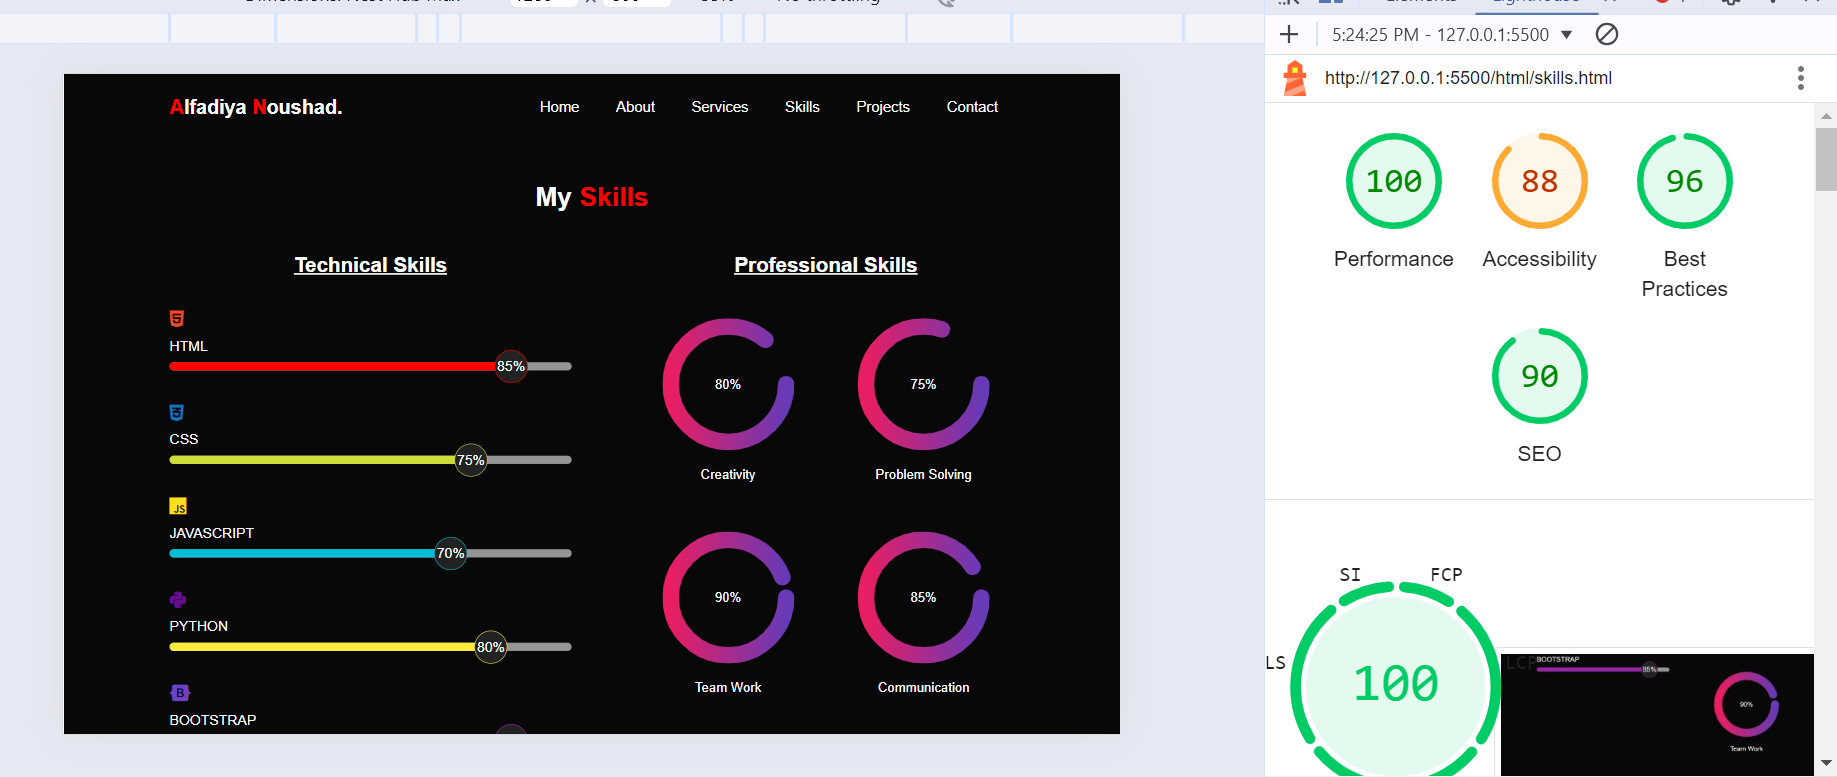 Alfadiya Noushad.
Home About Services Skills Projects Contact
My Skills
Technical Skills
HTML
85%
CSS
75%
JS
JAVASCRIPT
70%
PYTHON
80%
B
BOOTSTRAP
Professional Skills
80%
Creativity
75%
Problem Solving
90%
Team Work
85%
Communication
5:24:25 PM - 127.0.0.1:5500
http://127.0.0.1:5500/html/skills.html
100
Performance
88
Accessibility
96
Best
Practices
90
SEO
SI FCP
LS
LCP
100
BOOTSTRAP
85%
90%
Team Work